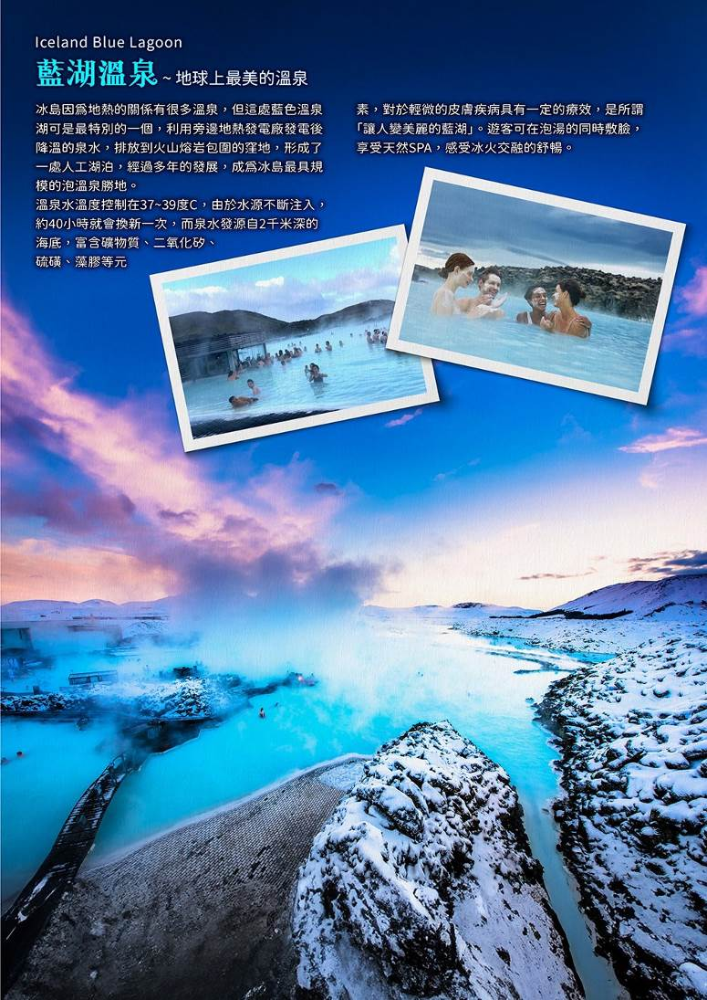 Iceland Blue Lagoon
藍湖溫泉 ~ 地球上最美的溫泉
冰島因為地熱的關係有很多溫泉，但這處藍色溫泉
湖可是最特別的一個，利用旁邊地熱發電廠發電後
降溫的泉水，排放到火山熔岩包圍的窪地，形成了
一處人工湖泊，經過多年的發展，成為冰島最具規
模的泡溫泉勝地。
溫泉水溫度控制在37~39度C，由於水源不斷注入，
約40小時就會換新一次，而泉水發源自2千米深的
海底，富含礦物質、二氧化矽、
硫磺、藻膠等元
素，對於輕微的皮膚疾病具有一定的療效，是所謂
「讓人變美麗的藍湖」。遊客可在泡湯的同時敷臉，
享受天然SPA，感受冰火交融的舒暢。